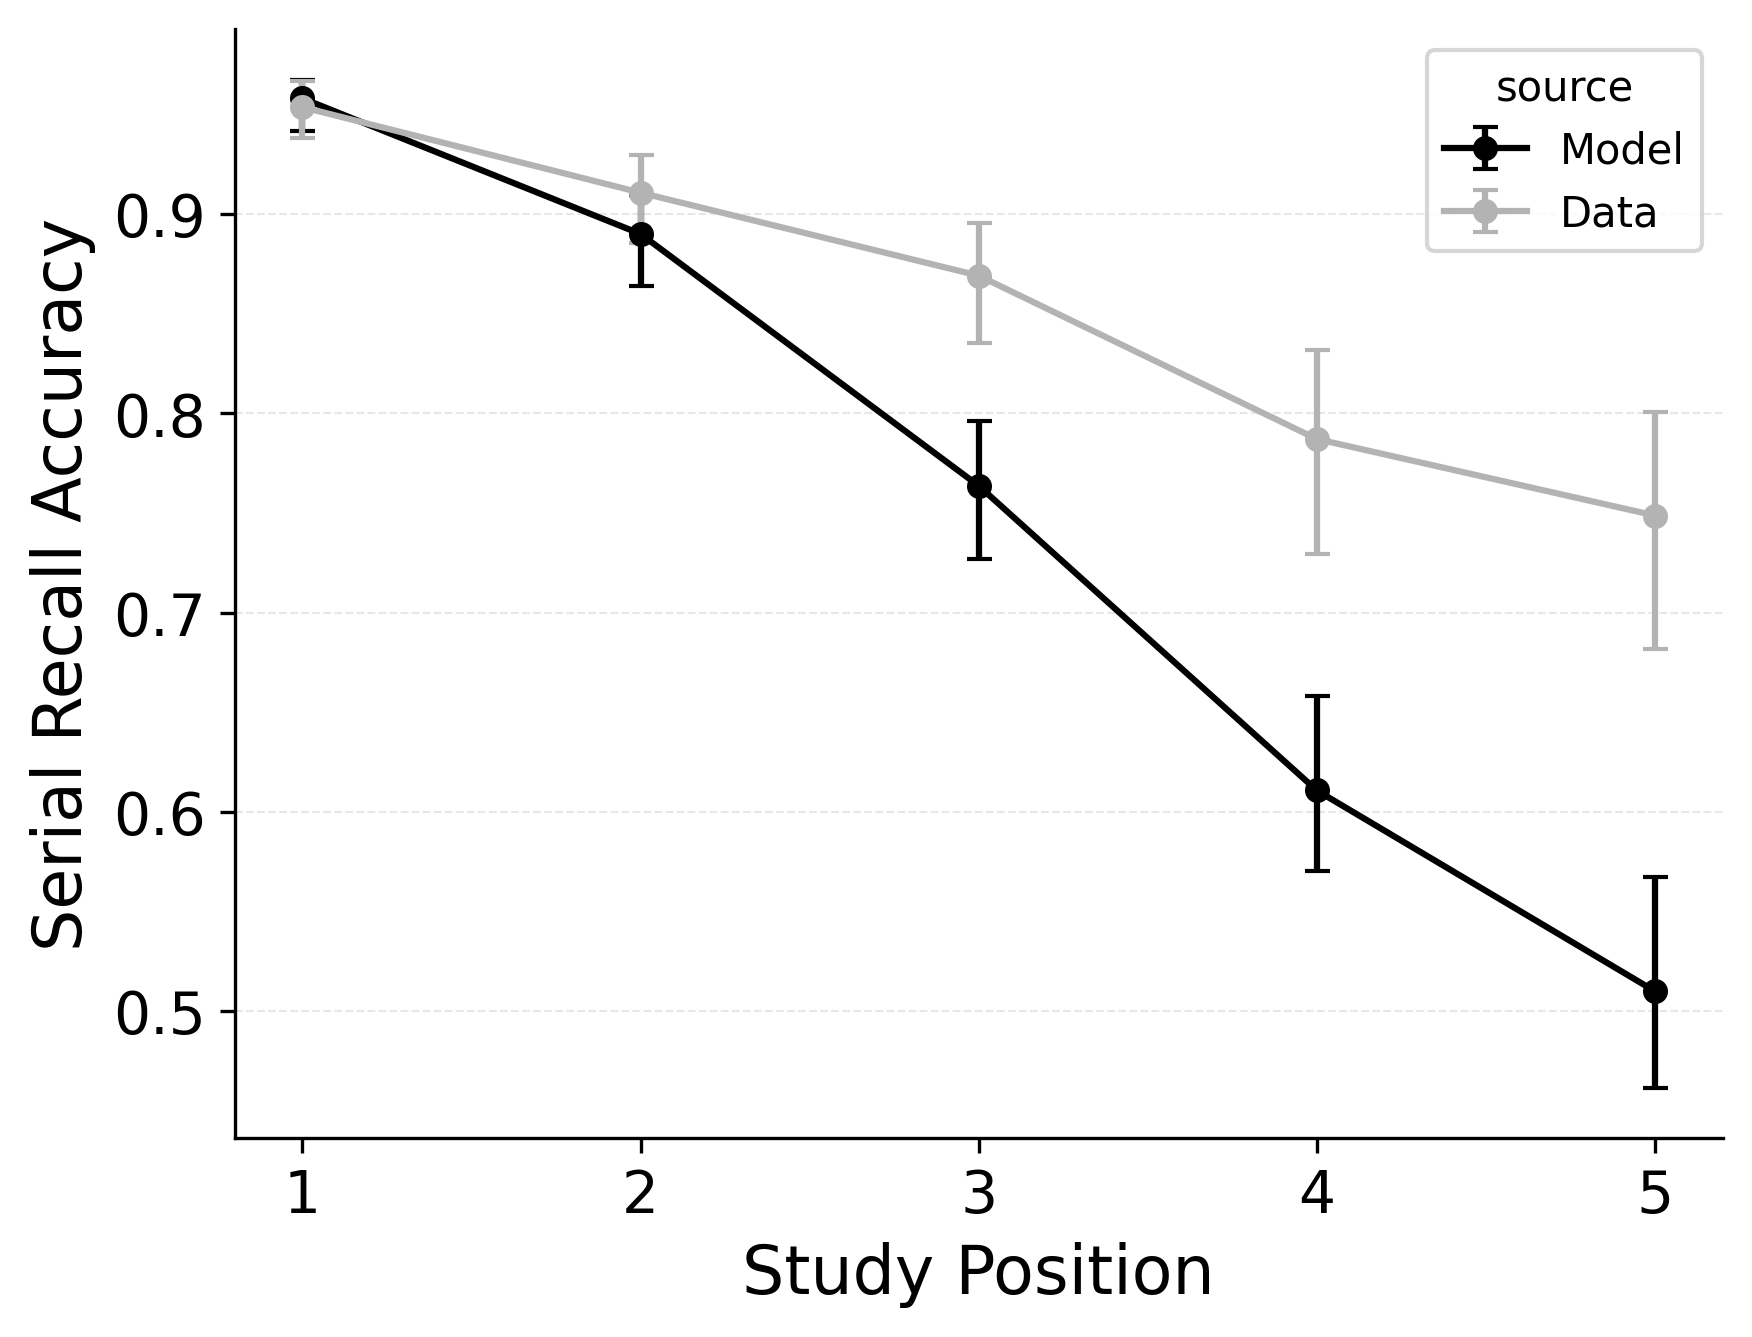 source
Model
Data
0.9
0.8
0.7
0.6
0.5
Serial Recall Accuracy
1 2 3 4 5
Study Position